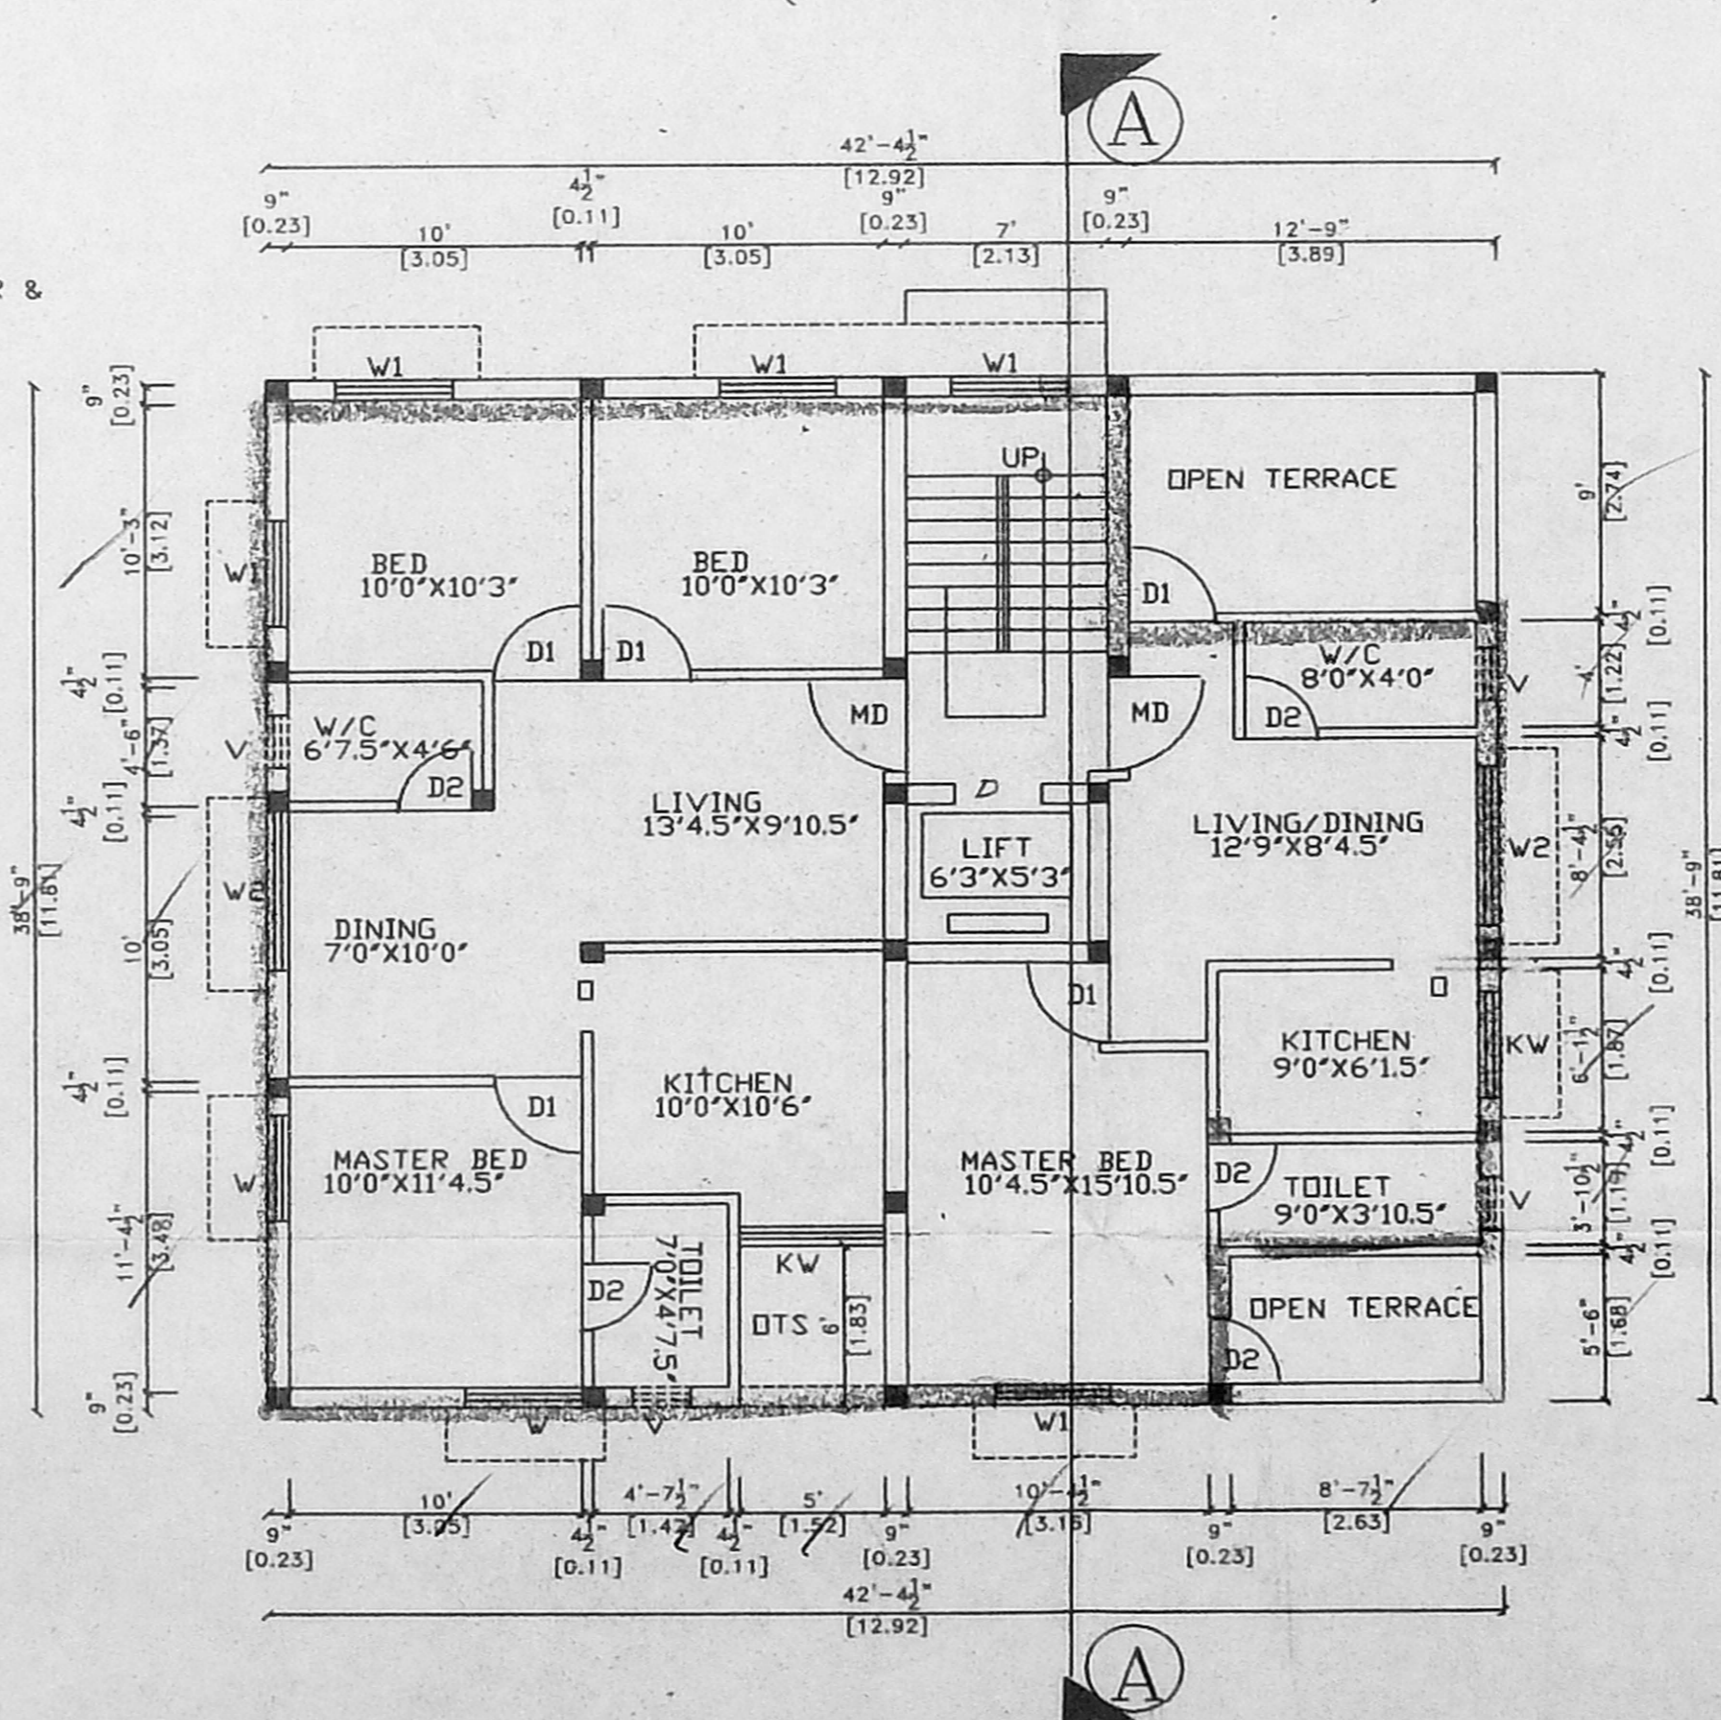 A
42'-4½"
[12.92]
9" 4½" 9" 9"
[0.23] [0.11] [0.23] [0.23]
10' 10' 7' 12'-9"
[3.05] [3.05] [2.13] [3.89]
&
W1 W1 W1
9"
[0.23]
UP
OPEN TERRACE
9'
[2.74]
10'-3"
[3.12]
BED
10'0"X10'3"
BED
10'0"X10'3"
D1
D1 D1
4½"
[0.11]
W/C
8'0"X4'0"
V
4'
[1.22]
D2
4½"
[0.11]
MD MD
4½"
[0.11]
W/C
6'7.5"X4'6"
V
4'-6"
[1.37]
D2
4½"
[0.11]
D
LIVING
13'4.5"X9'10.5"
LIVING/DINING
12'9"X8'4.5"
LIFT
6'3"X5'3"
W2
8'-4½"
[2.55]
38'-9"
[11.81]
W2
38'-9"
[11.81]
DINING
7'0"X10'0"
10'
[3.05]
4½"
[0.11]
D1
KITCHEN
9'0"X6'1.5"
KW
6'-1½"
[1.87]
4½"
[0.11]
KITCHEN
10'0"X10'6"
D1
4½"
[0.11]
MASTER BED
10'0"X11'4.5"
MASTER BED
10'4.5"X15'10.5"
D2
TOILET
9'0"X3'10.5"
V
3'-10½"
[1.19]
W
11'-4½"
[3.48]
4½"
[0.11]
TOILET
7'0"X4'7.5"
D2
KW
OTS
6'
[1.83]
OPEN TERRACE
5'-6"
[1.68]
D2
9"
[0.23]
W V W1
10' 4'-7½" 5' 10'-4½" 8'-7½"
[3.05] [1.42] [1.52] [3.16] [2.63]
9" 4½" 4½" 9" 9" 9"
[0.23] [0.11] [0.11] [0.23] [0.23] [0.23]
42'-4½"
[12.92]
A